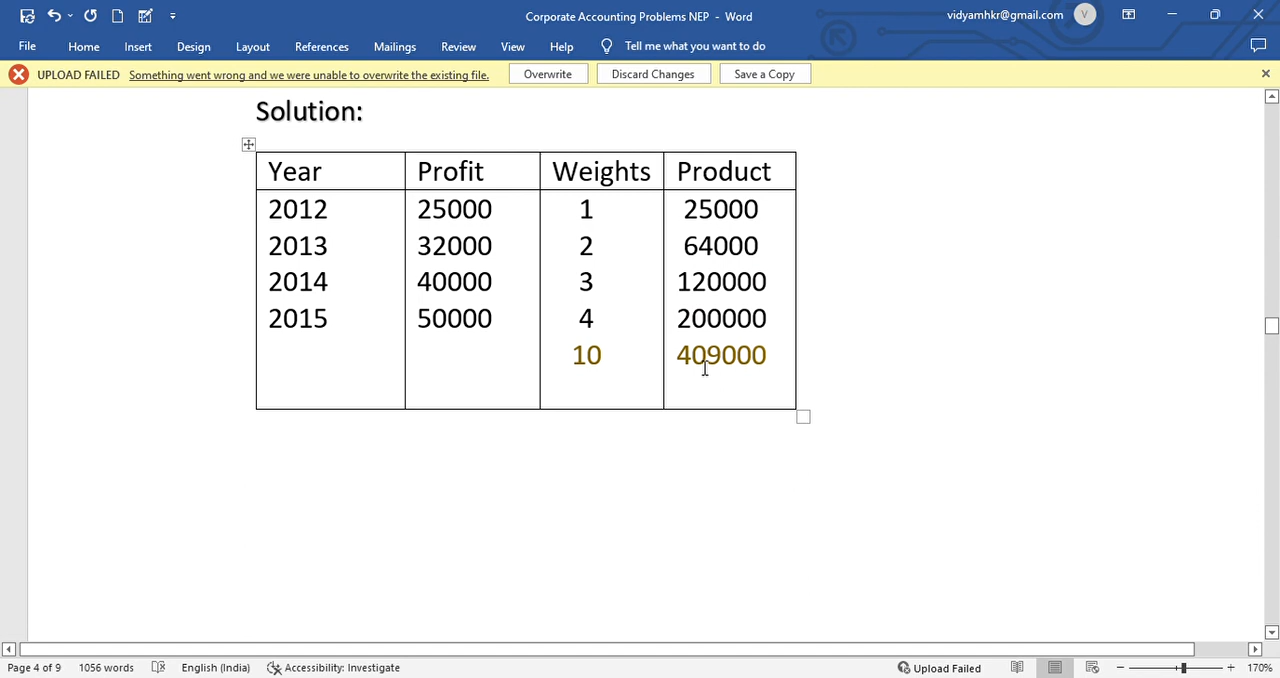 Corporate Accounting Problems NEP - Word
vidyamhkr@gmail.com V
File Home Insert Design Layout References Mailings Review View Help Tell me what you want to do
UPLOAD FAILED Something went wrong and we were unable to overwrite the existing file. Overwrite Discard Changes Save a Copy
Solution:
Year Profit Weights Product
2012 25000 1 25000
2013 32000 2 64000
2014 40000 3 120000
2015 50000 4 200000
10 409000
Page 4 of 9 1056 words English (India) Accessibility: Investigate Upload Failed 170%